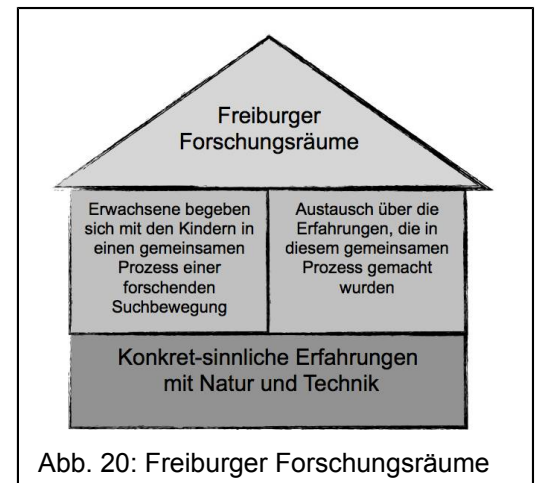 Freiburger
Forschungsräume
Erwachsene begeben
sich mit den Kindern in
einen gemeinsamen
Prozess einer
forschenden
Suchbewegung
Austausch über die
Erfahrungen, die in
diesem gemeinsamen
Prozess gemacht
wurden
Konkret-sinnliche Erfahrungen
mit Natur und Technik
Abb. 20: Freiburger Forschungsräume